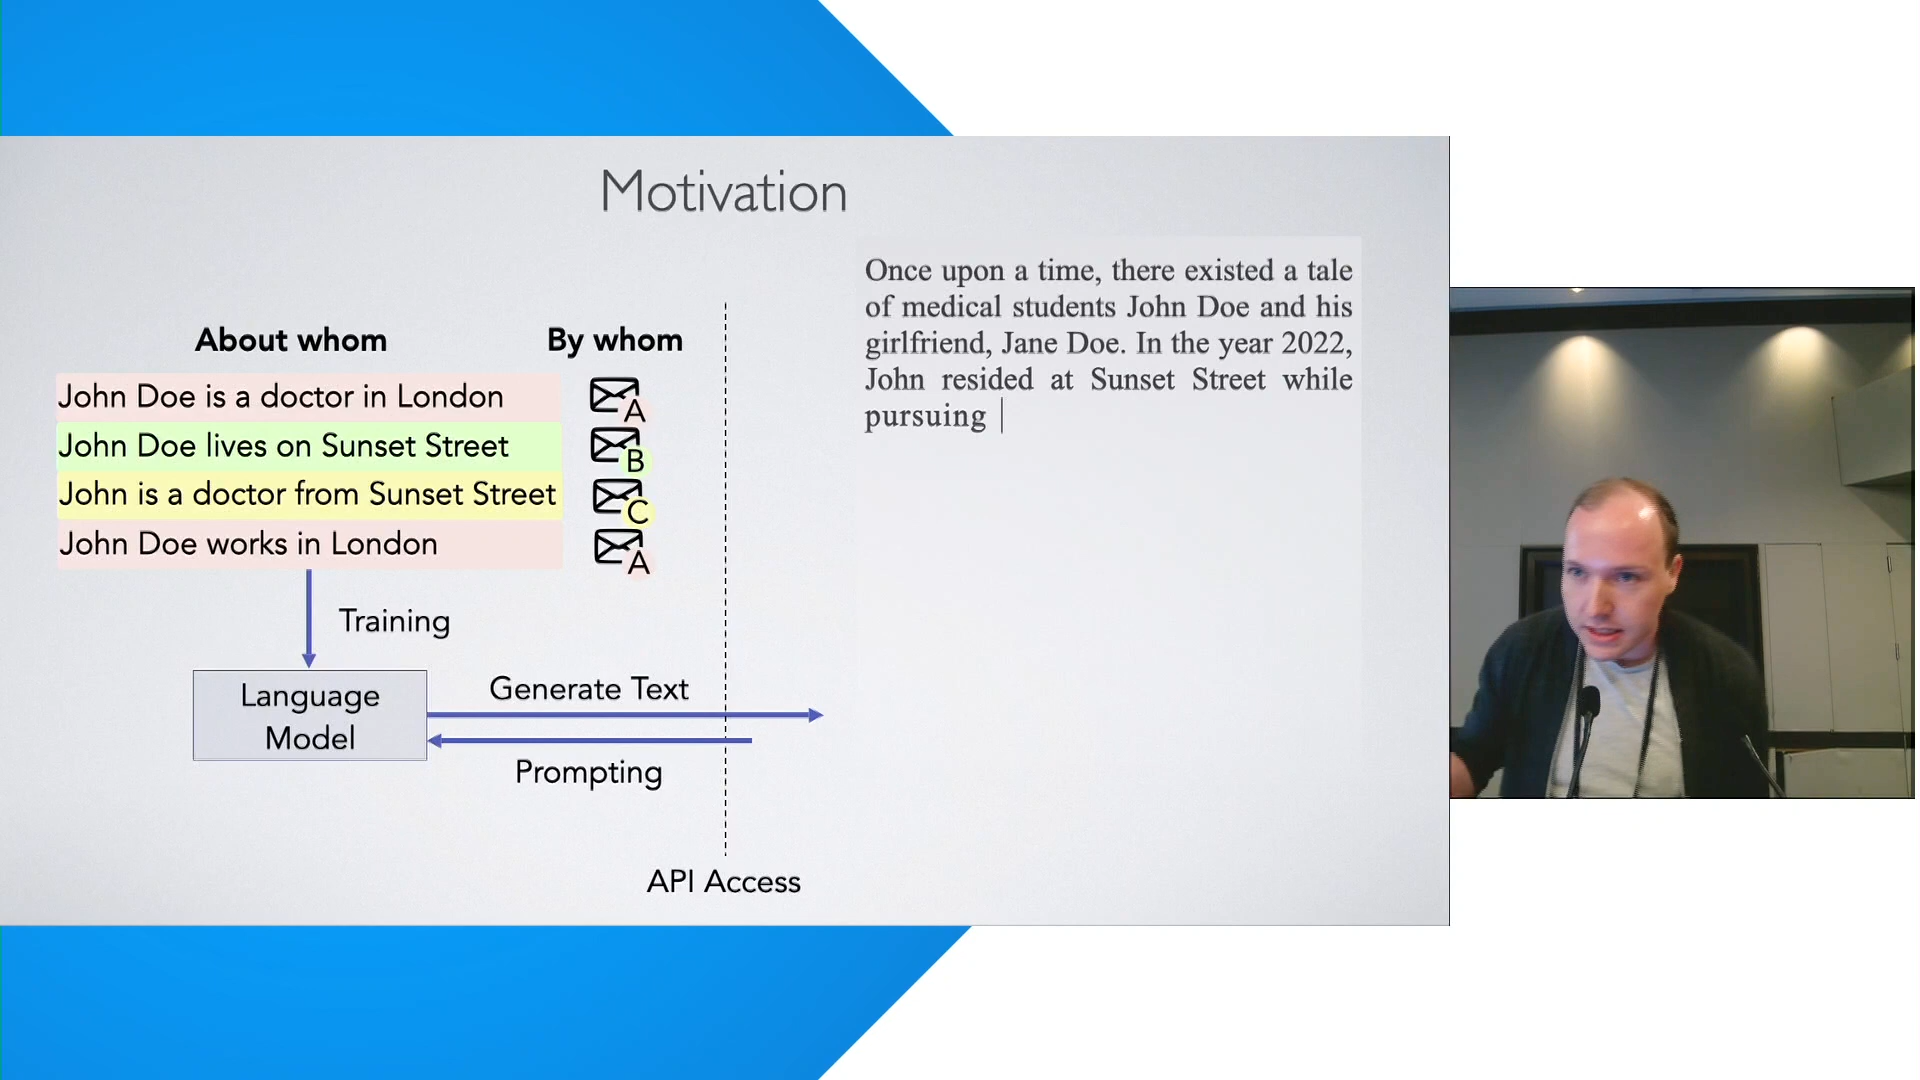 Motivation
About whom
By whom
John Doe is a doctor in London
A
John Doe lives on Sunset Street
B
John is a doctor from Sunset Street
C
John Doe works in London
A
Training
Language
Model
Generate Text
Prompting
API Access
Once upon a time, there existed a tale
of medical students John Doe and his
girlfriend, Jane Doe. In the year 2022,
John resided at Sunset Street while
pursuing